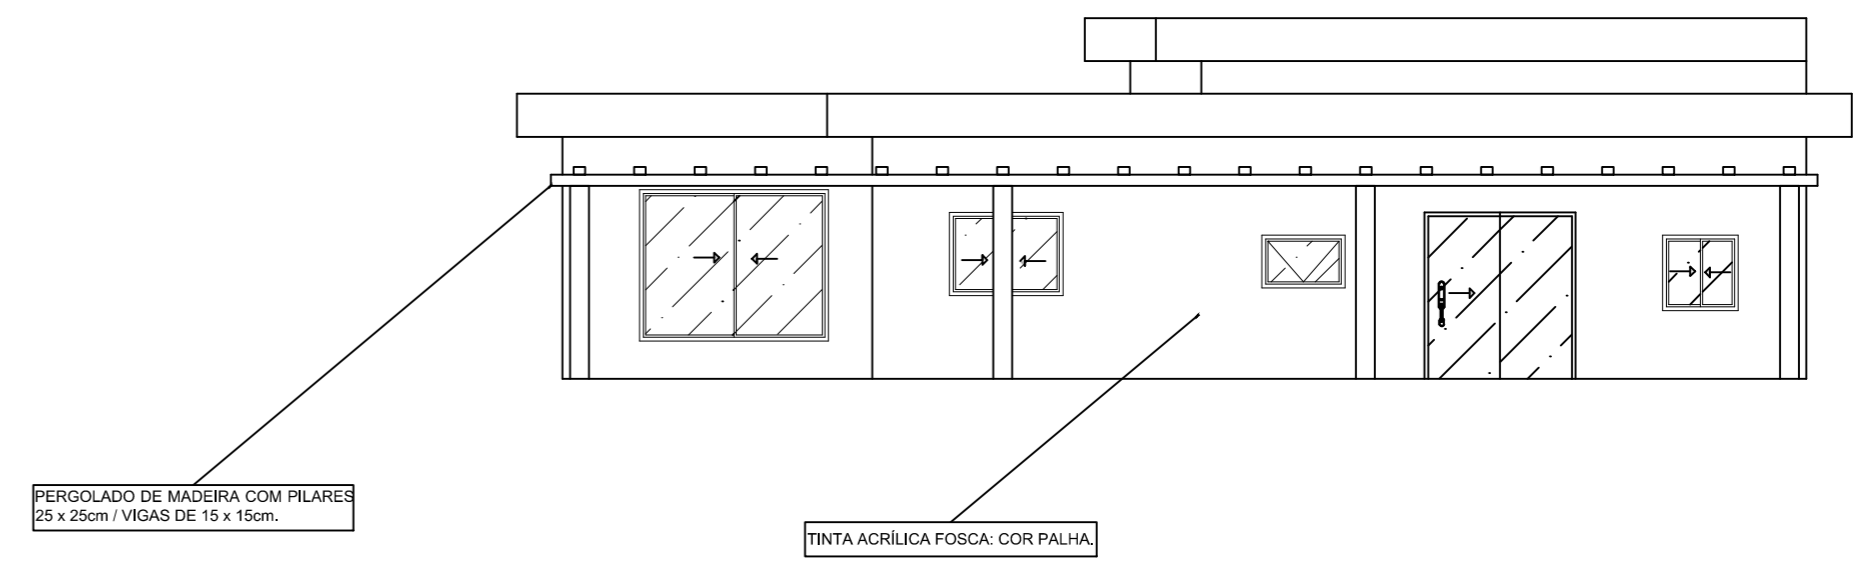 PERGOLADO DE MADEIRA COM PILARES
25 x 25cm / VIGAS DE 15 x 15cm.
TINTA ACRÍLICA FOSCA: COR PALHA.